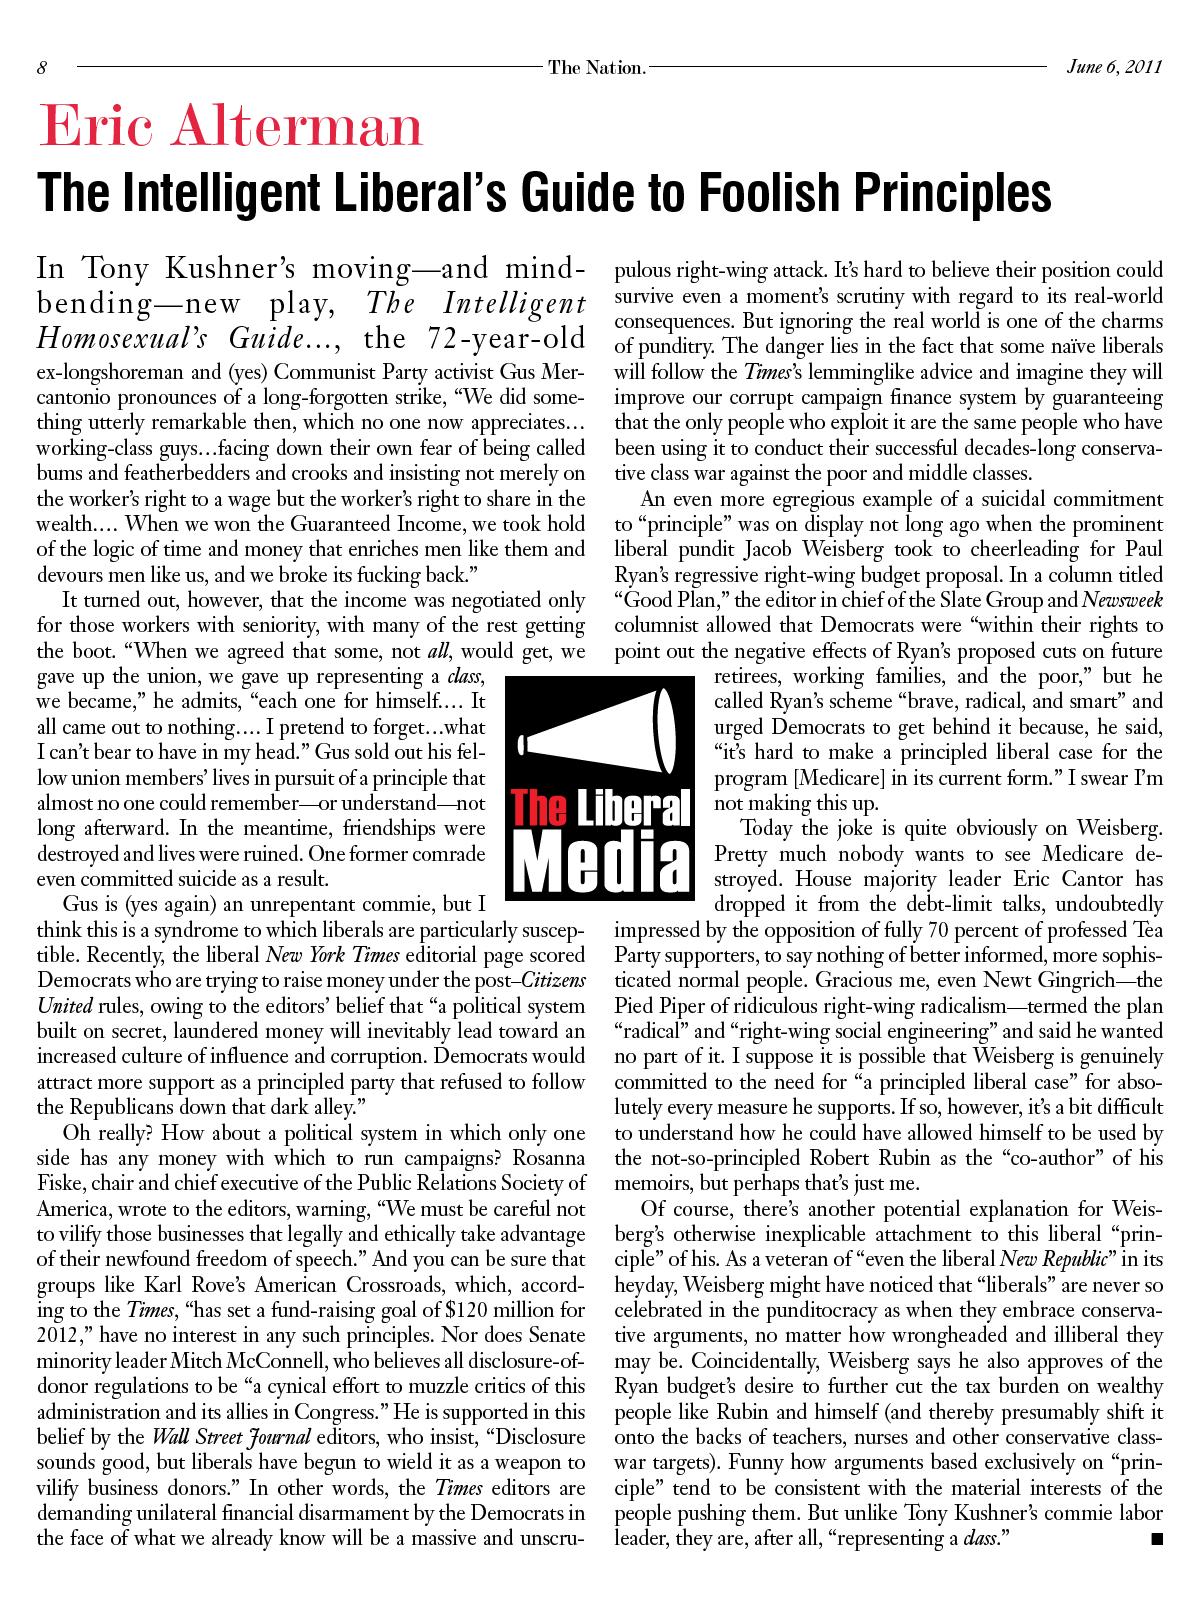 8
The Nation.
June 6, 2011
Eric Alterman
The Intelligent Liberal’s Guide to Foolish Principles
In Tony Kushner’s moving—and mind-
bending—new play, The Intelligent
Homosexual’s Guide…, the 72-year-old
ex-longshoreman and (yes) Communist Party activist Gus Mer-
cantonio pronounces of a long-forgotten strike, “We did some-
thing utterly remarkable then, which no one now appreciates…
working-class guys…facing down their own fear of being called
bums and featherbedders and crooks and insisting not merely on
the worker’s right to a wage but the worker’s right to share in the
wealth…. When we won the Guaranteed Income, we took hold
of the logic of time and money that enriches men like them and
devours men like us, and we broke its fucking back.”
It turned out, however, that the income was negotiated only
for those workers with seniority, with many of the rest getting
the boot. “When we agreed that some, not all, would get, we
gave up the union, we gave up representing a class,
we became,” he admits, “each one for himself.… It
all came out to nothing…. I pretend to forget…what
I can’t bear to have in my head.” Gus sold out his fel-
low union members’ lives in pursuit of a principle that
almost no one could remember—or understand—not
long afterward. In the meantime, friendships were
destroyed and lives were ruined. One former comrade
even committed suicide as a result.
Gus is (yes again) an unrepentant commie, but I
think this is a syndrome to which liberals are particularly suscep-
tible. Recently, the liberal New York Times editorial page scored
Democrats who are trying to raise money under the post–Citizens
United rules, owing to the editors’ belief that “a political system
built on secret, laundered money will inevitably lead toward an
increased culture of influence and corruption. Democrats would
attract more support as a principled party that refused to follow
the Republicans down that dark alley.”
Oh really? How about a political system in which only one
side has any money with which to run campaigns? Rosanna
Fiske, chair and chief executive of the Public Relations Society of
America, wrote to the editors, warning, “We must be careful not
to vilify those businesses that legally and ethically take advantage
of their newfound freedom of speech.” And you can be sure that
groups like Karl Rove’s American Crossroads, which, accord-
ing to the Times, “has set a fund-raising goal of $120 million for
2012,” have no interest in any such principles. Nor does Senate
minority leader Mitch McConnell, who believes all disclosure-of-
donor regulations to be “a cynical effort to muzzle critics of this
administration and its allies in Congress.” He is supported in this
belief by the Wall Street Journal editors, who insist, “Disclosure
sounds good, but liberals have begun to wield it as a weapon to
vilify business donors.” In other words, the Times editors are
demanding unilateral financial disarmament by the Democrats in
the face of what we already know will be a massive and unscru-
The Liberal
Media
pulous right-wing attack. It’s hard to believe their position could
survive even a moment’s scrutiny with regard to its real-world
consequences. But ignoring the real world is one of the charms
of punditry. The danger lies in the fact that some naïve liberals
will follow the Times’s lemminglike advice and imagine they will
improve our corrupt campaign finance system by guaranteeing
that the only people who exploit it are the same people who have
been using it to conduct their successful decades-long conserva-
tive class war against the poor and middle classes.
An even more egregious example of a suicidal commitment
to “principle” was on display not long ago when the prominent
liberal pundit Jacob Weisberg took to cheerleading for Paul
Ryan’s regressive right-wing budget proposal. In a column titled
“Good Plan,” the editor in chief of the Slate Group and Newsweek
columnist allowed that Democrats were “within their rights to
point out the negative effects of Ryan’s proposed cuts on future
retirees, working families, and the poor,” but he
called Ryan’s scheme “brave, radical, and smart” and
urged Democrats to get behind it because, he said,
“it’s hard to make a principled liberal case for the
program [Medicare] in its current form.” I swear I’m
not making this up.
Today the joke is quite obviously on Weisberg.
Pretty much nobody wants to see Medicare de-
stroyed. House majority leader Eric Cantor has
dropped it from the debt-limit talks, undoubtedly
impressed by the opposition of fully 70 percent of professed Tea
Party supporters, to say nothing of better informed, more sophis-
ticated normal people. Gracious me, even Newt Gingrich—the
Pied Piper of ridiculous right-wing radicalism—termed the plan
“radical” and “right-wing social engineering” and said he wanted
no part of it. I suppose it is possible that Weisberg is genuinely
committed to the need for “a principled liberal case” for abso-
lutely every measure he supports. If so, however, it’s a bit difficult
to understand how he could have allowed himself to be used by
the not-so-principled Robert Rubin as the “co-author” of his
memoirs, but perhaps that’s just me.
Of course, there’s another potential explanation for Weis-
berg’s otherwise inexplicable attachment to this liberal “prin-
ciple” of his. As a veteran of “even the liberal New Republic” in its
heyday, Weisberg might have noticed that “liberals” are never so
celebrated in the punditocracy as when they embrace conserva-
tive arguments, no matter how wrongheaded and illiberal they
may be. Coincidentally, Weisberg says he also approves of the
Ryan budget’s desire to further cut the tax burden on wealthy
people like Rubin and himself (and thereby presumably shift it
onto the backs of teachers, nurses and other conservative class-
war targets). Funny how arguments based exclusively on “prin-
ciple” tend to be consistent with the material interests of the
people pushing them. But unlike Tony Kushner’s commie labor
leader, they are, after all, “representing a class.”